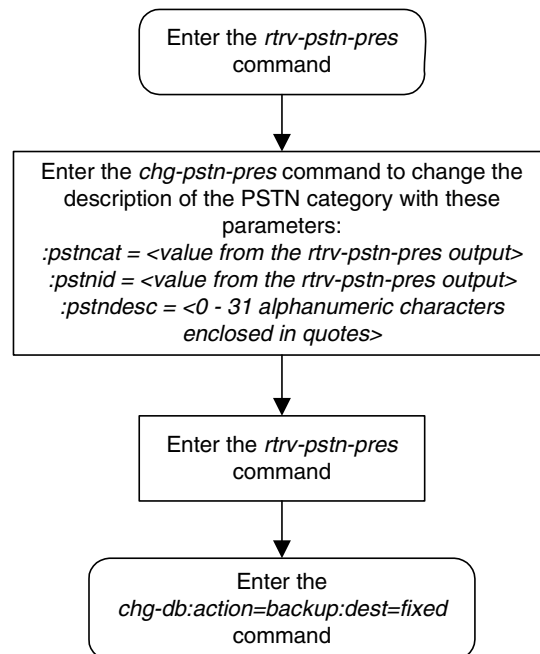 Enter the rtrv-pstn-pres
command
Enter the chg-pstn-pres command to change the
description of the PSTN category with these
parameters:
:pstncat = <value from the rtrv-pstn-pres output>
:pstnid = <value from the rtrv-pstn-pres output>
:pstndesc = <0 - 31 alphanumeric characters
enclosed in quotes>
Enter the rtrv-pstn-pres
command
Enter the
chg-db:action=backup:dest=fixed
command